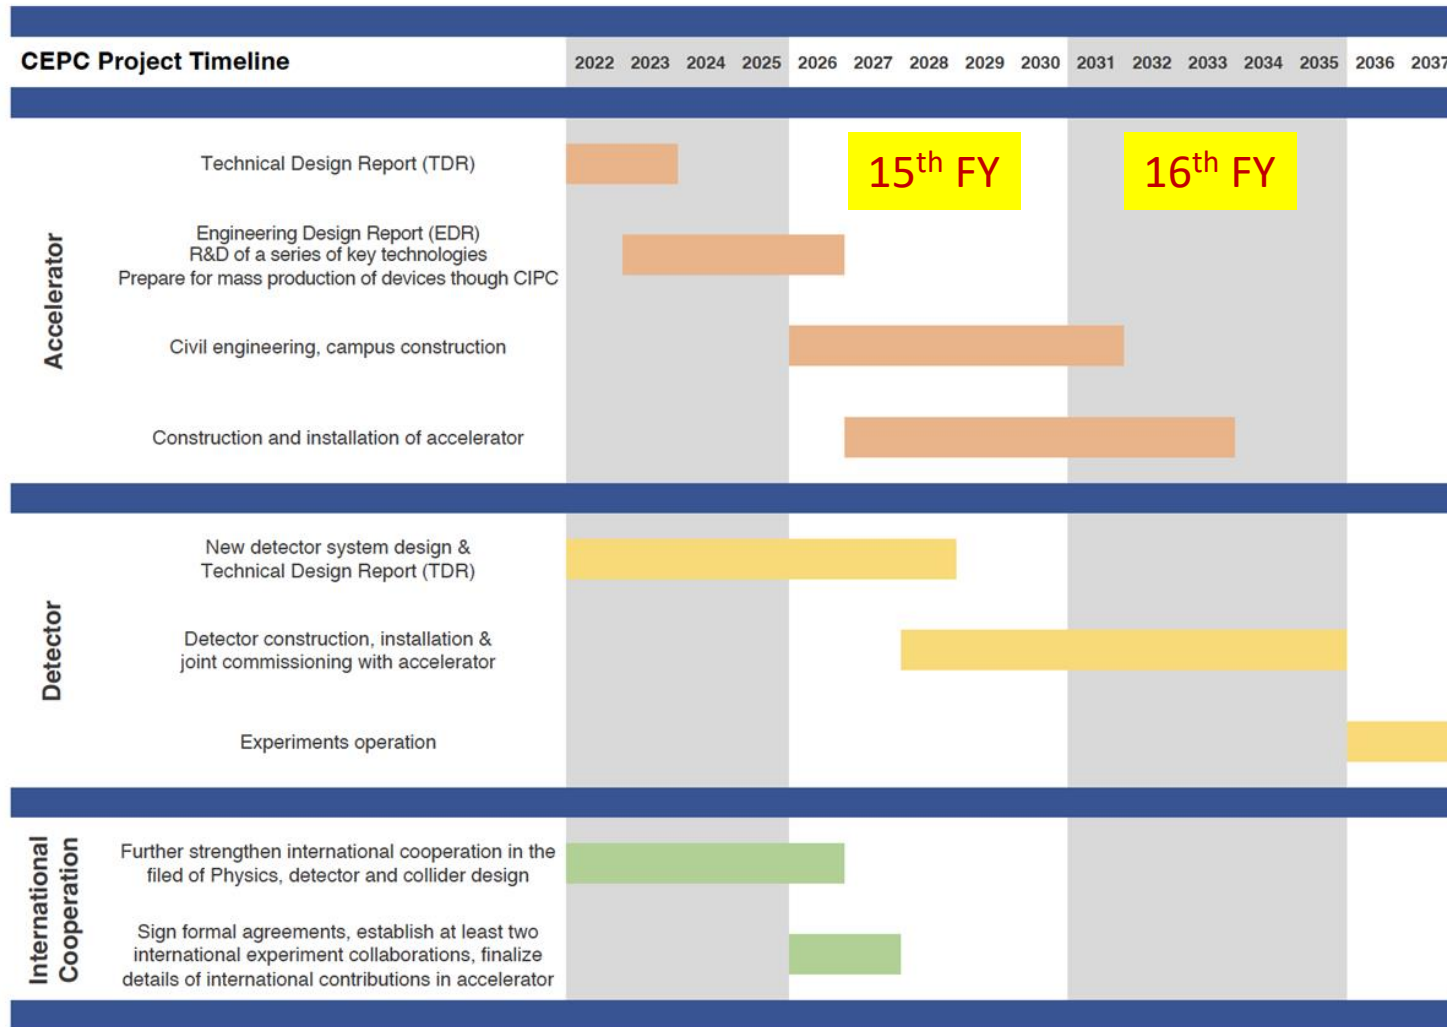 CEPC Project Timeline
2022 2023 2024 2025 2026 2027 2028 2029 2030 2031 2032 2033 2034 2035 2036 2037
15th FY
16th FY
Accelerator
Technical Design Report (TDR)
Engineering Design Report (EDR)
R&D of a series of key technologies
Prepare for mass production of devices though CIPC
Civil engineering, campus construction
Construction and installation of accelerator
Detector
New detector system design &
Technical Design Report (TDR)
Detector construction, installation &
joint commissioning with accelerator
Experiments operation
International
Cooperation
Further strengthen international cooperation in the
filed of Physics, detector and collider design
Sign formal agreements, establish at least two
international experiment collaborations, finalize
details of international contributions in accelerator